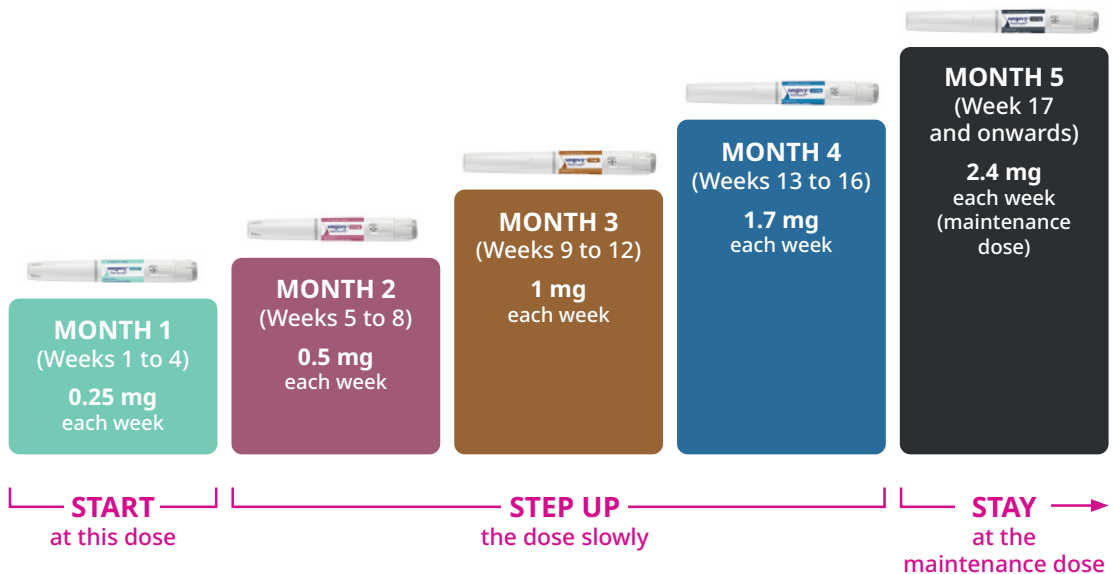 MONTH 1
(Weeks 1 to 4)
0.25 mg
each week
MONTH 2
(Weeks 5 to 8)
0.5 mg
each week
MONTH 3
(Weeks 9 to 12)
1 mg
each week
MONTH 4
(Weeks 13 to 16)
1.7 mg
each week
MONTH 5
(Week 17
and onwards)
2.4 mg
each week
(maintenance
dose)
START
at this dose
STEP UP
the dose slowly
STAY
at the
maintenance dose